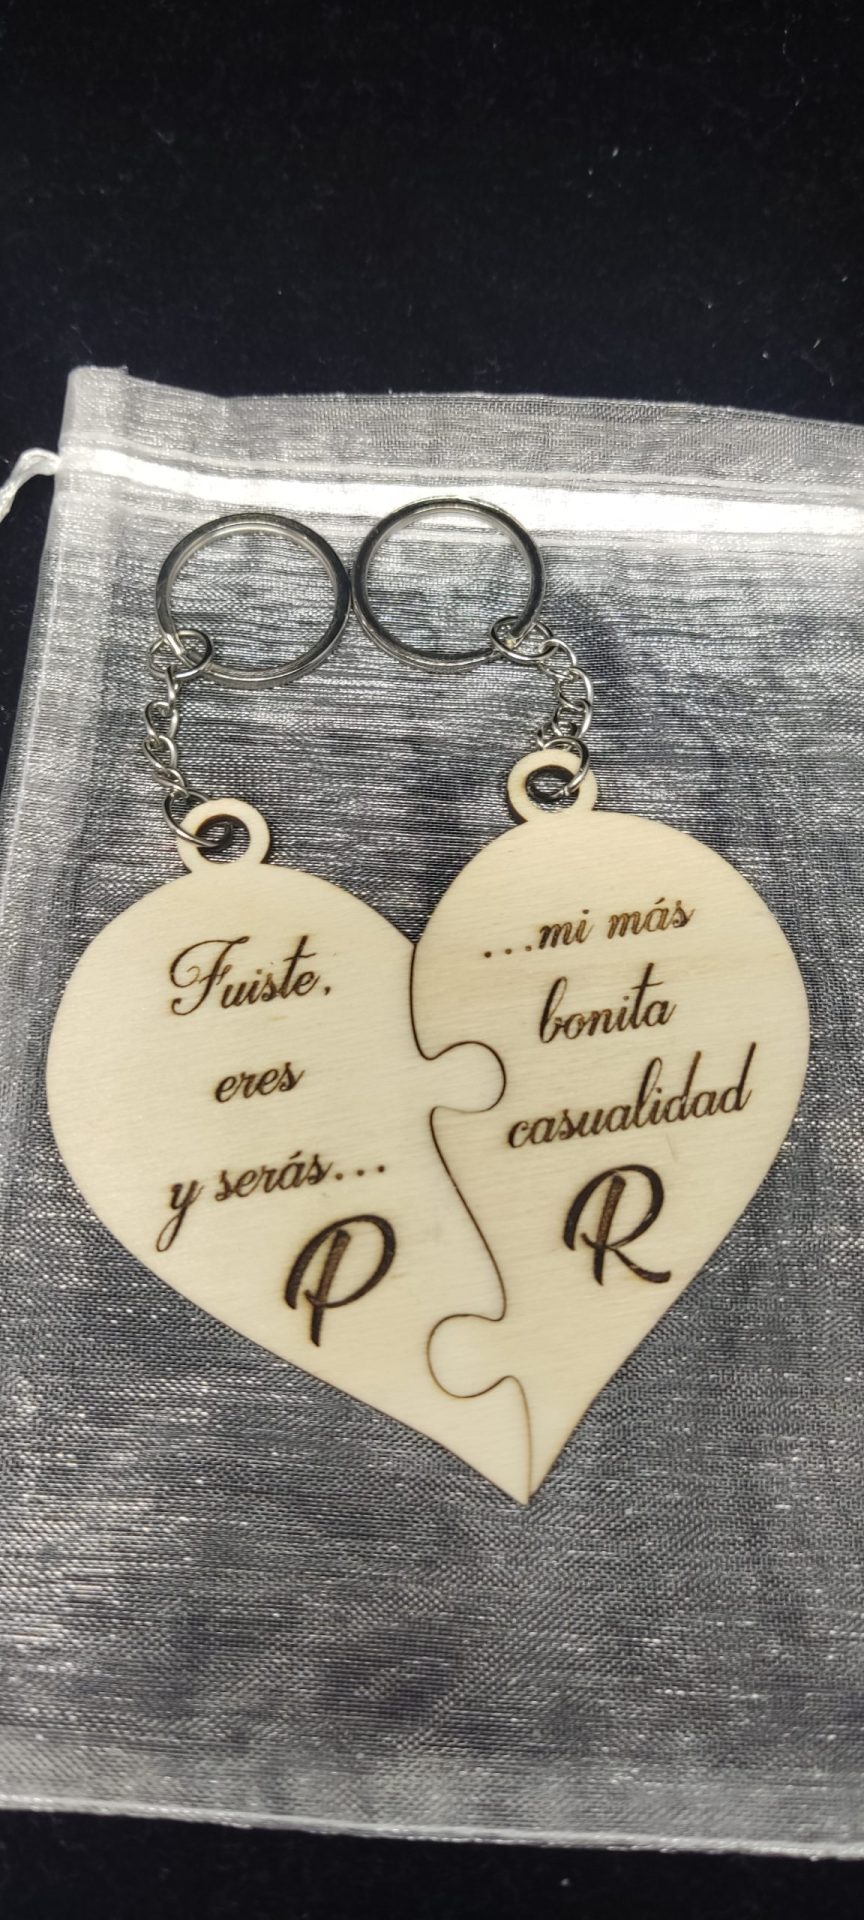 Fuiste,
eres
y serás...
P
...mi más
bonita
casualidad
R